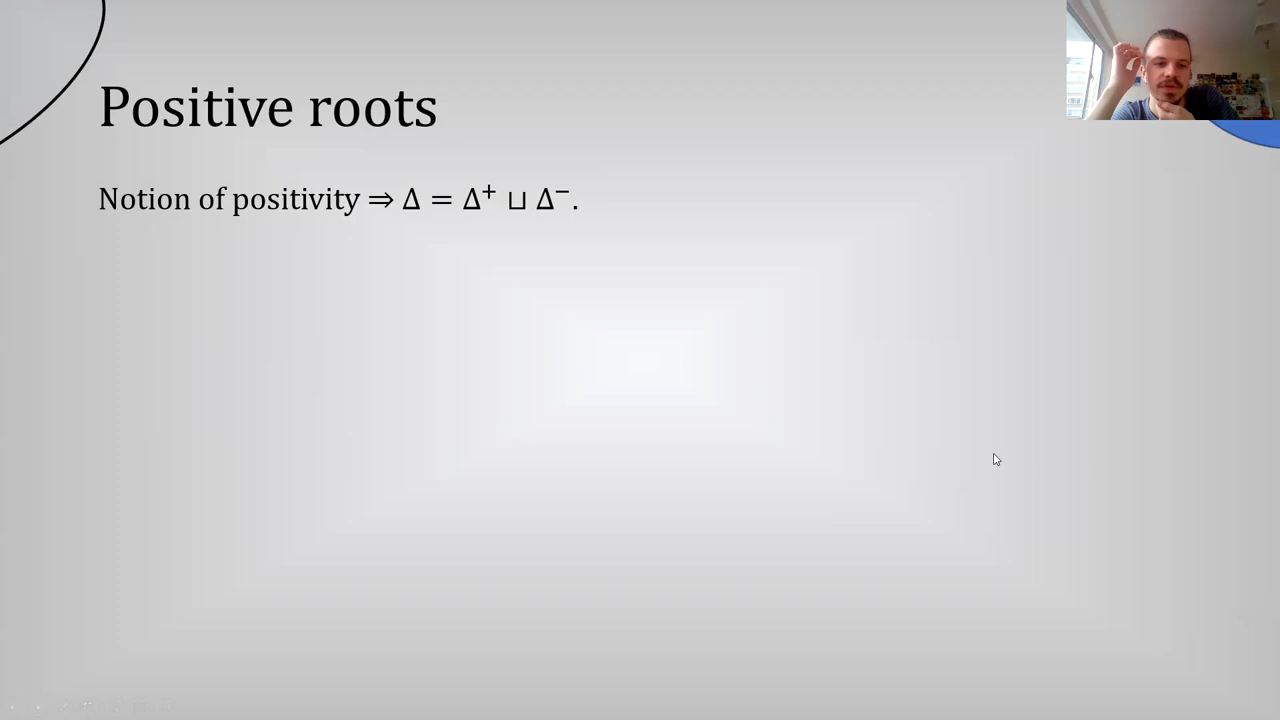 Positive roots
Notion of positivity ⇒ Δ = Δ⁺ ⊔ Δ⁻.